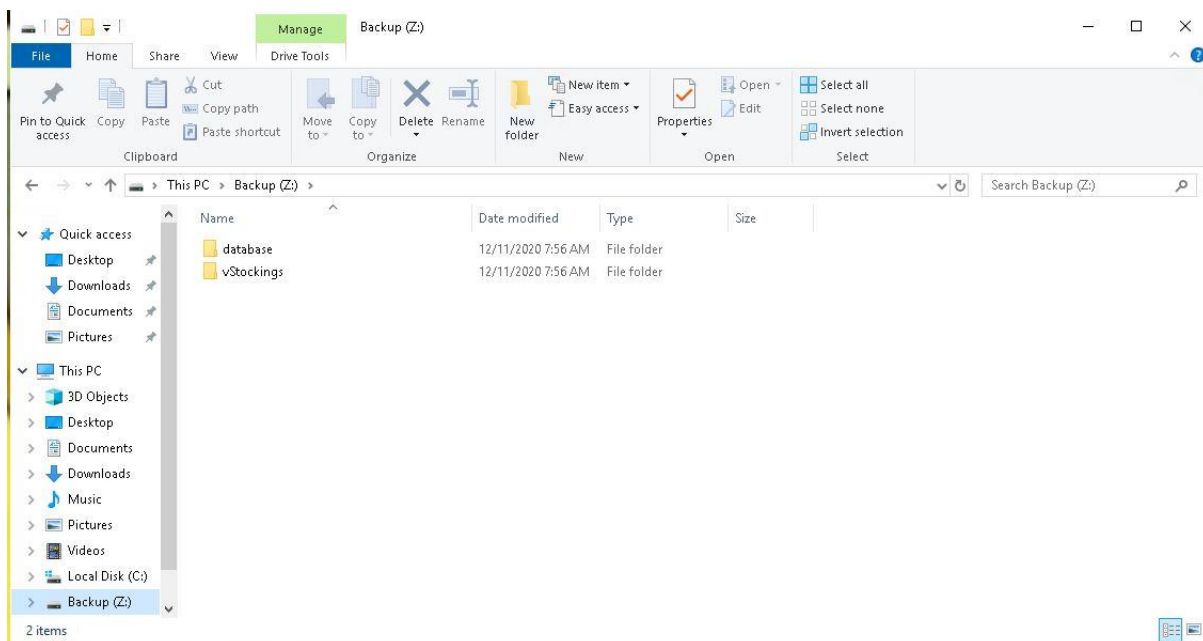 Manage Backup (Z:)
File Home Share View Drive Tools
Pin to Quick access
Copy
Paste
Cut
Copy path
Paste shortcut
Clipboard
Move to
Copy to
Delete
Rename
Organize
New folder
New item
Easy access
New
Properties
Open
Edit
Open
Select all
Select none
Invert selection
Select
This PC > Backup (Z:) >
Search Backup (Z:)
Name Date modified Type Size
database 12/11/2020 7:56 AM File folder
vStockings 12/11/2020 7:56 AM File folder
Quick access
Desktop
Downloads
Documents
Pictures
This PC
3D Objects
Desktop
Documents
Downloads
Music
Pictures
Videos
Local Disk (C:)
Backup (Z:)
2 items